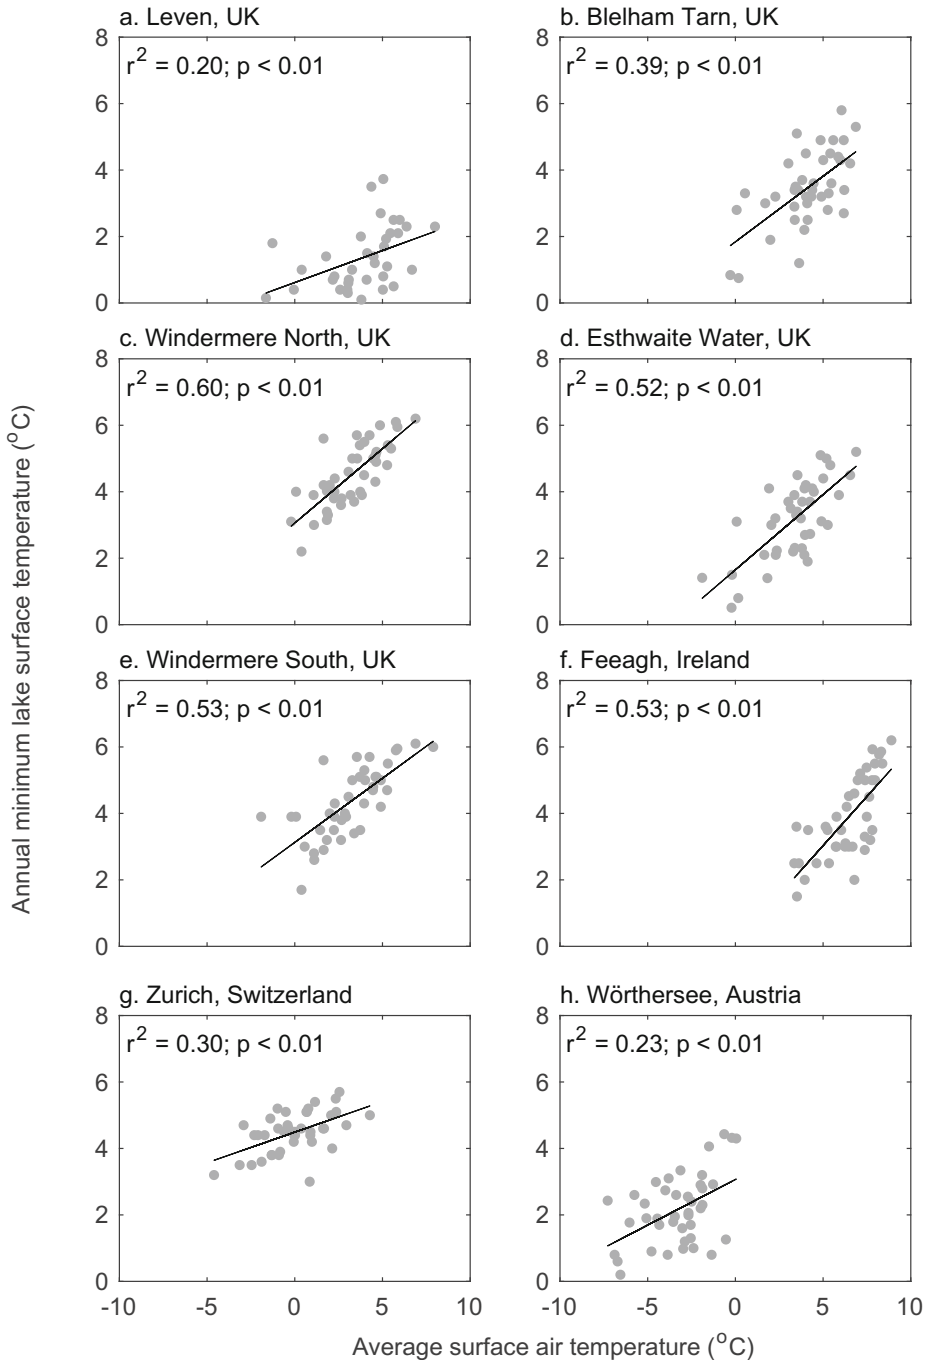 a. Leven, UK
b. Blelham Tarn, UK
8
r² = 0.20; p < 0.01
6
4
2
0
8
r² = 0.39; p < 0.01
6
4
2
0
c. Windermere North, UK
d. Esthwaite Water, UK
8
r² = 0.60; p < 0.01
6
4
2
0
8
r² = 0.52; p < 0.01
6
4
2
0
e. Windermere South, UK
f. Feeagh, Ireland
8
r² = 0.53; p < 0.01
6
4
2
0
8
r² = 0.53; p < 0.01
6
4
2
0
g. Zurich, Switzerland
h. Wörthersee, Austria
8
r² = 0.30; p < 0.01
6
4
2
0
-10 -5 0 5 10
8
r² = 0.23; p < 0.01
6
4
2
0
-10 -5 0 5 10
Annual minimum lake surface temperature (°C)
Average surface air temperature (°C)